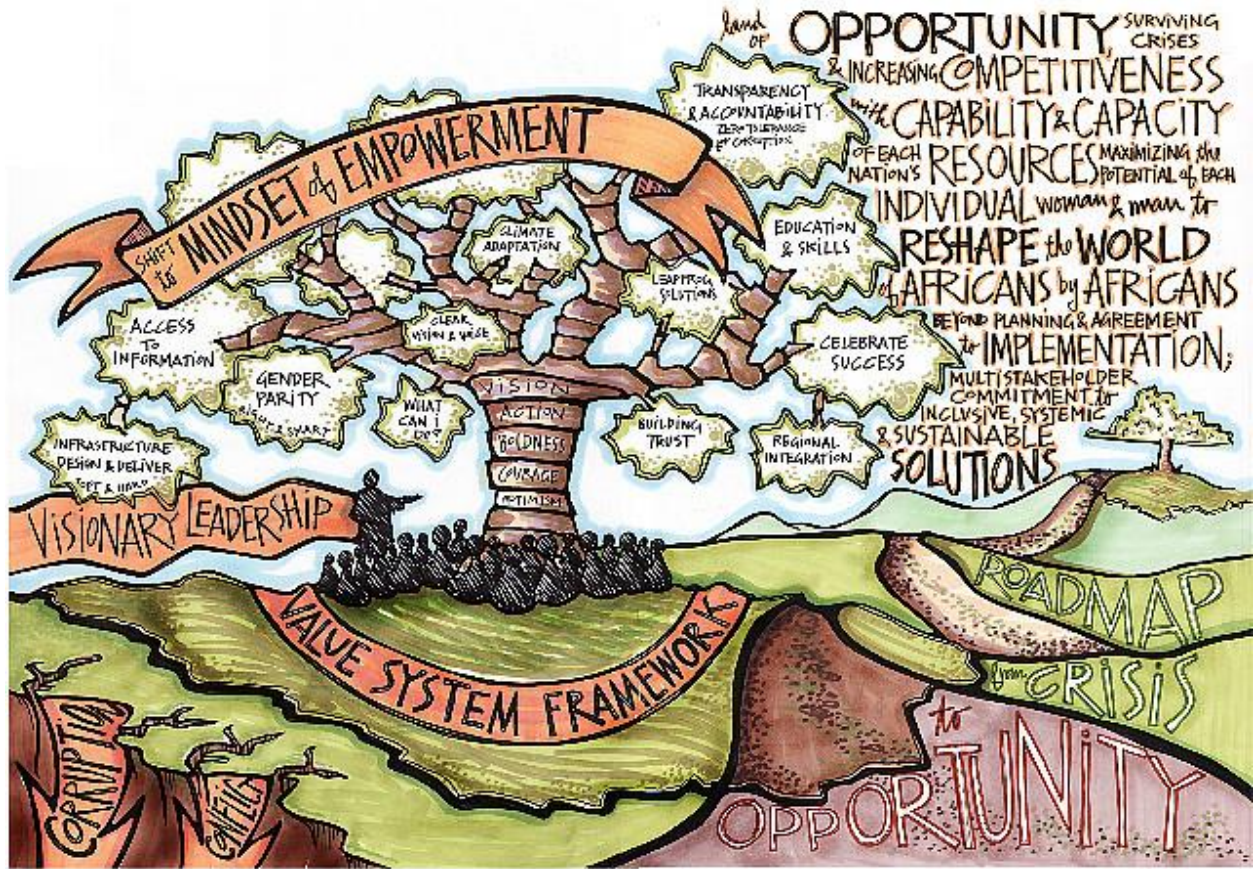 land OPPORTUNITY, SURVIVING
OF CRISES
& INCREASING COMPETITIVENESS
with CAPABILITY & CAPACITY
OF EACH NATION'S RESOURCES MAXIMIZING the POTENTIAL of EACH
INDIVIDUAL woman & man to
RESHAPE the WORLD
of AFRICANS by AFRICANS
BEYOND PLANNING & AGREEMENT
to IMPLEMENTATION;
MULTISTAKEHOLDER
COMMITMENT to
INCLUSIVE, SYSTEMIC
& SUSTAINABLE
SOLUTIONS
SHIFT to MINDSET of EMPOWERMENT
TRANSPARENCY
& ACCOUNTABILITY
ZERO TOLERANCE
for CORRUPTION
CLIMATE
ADAPTATION
EDUCATION
& SKILLS
LEAPFROG
SOLUTIONS
ACCESS
TO
INFORMATION
CLEAR
VISION & VOICE
CELEBRATE
SUCCESS
GENDER
PARITY
RIGHT & SMART
WHAT
CAN I
DO?
BUILDING
TRUST
REGIONAL
INTEGRATION
INFRASTRUCTURE
DESIGN & DELIVER
SOFT & HARD
VISION
ACTION
BOLDNESS
COURAGE
OPTIMISM
VISIONARY LEADERSHIP
VALUE SYSTEM FRAMEWORK
ROADMAP
from CRISIS
to
OPPORTUNITY
CORRUPTION
CONFLICT